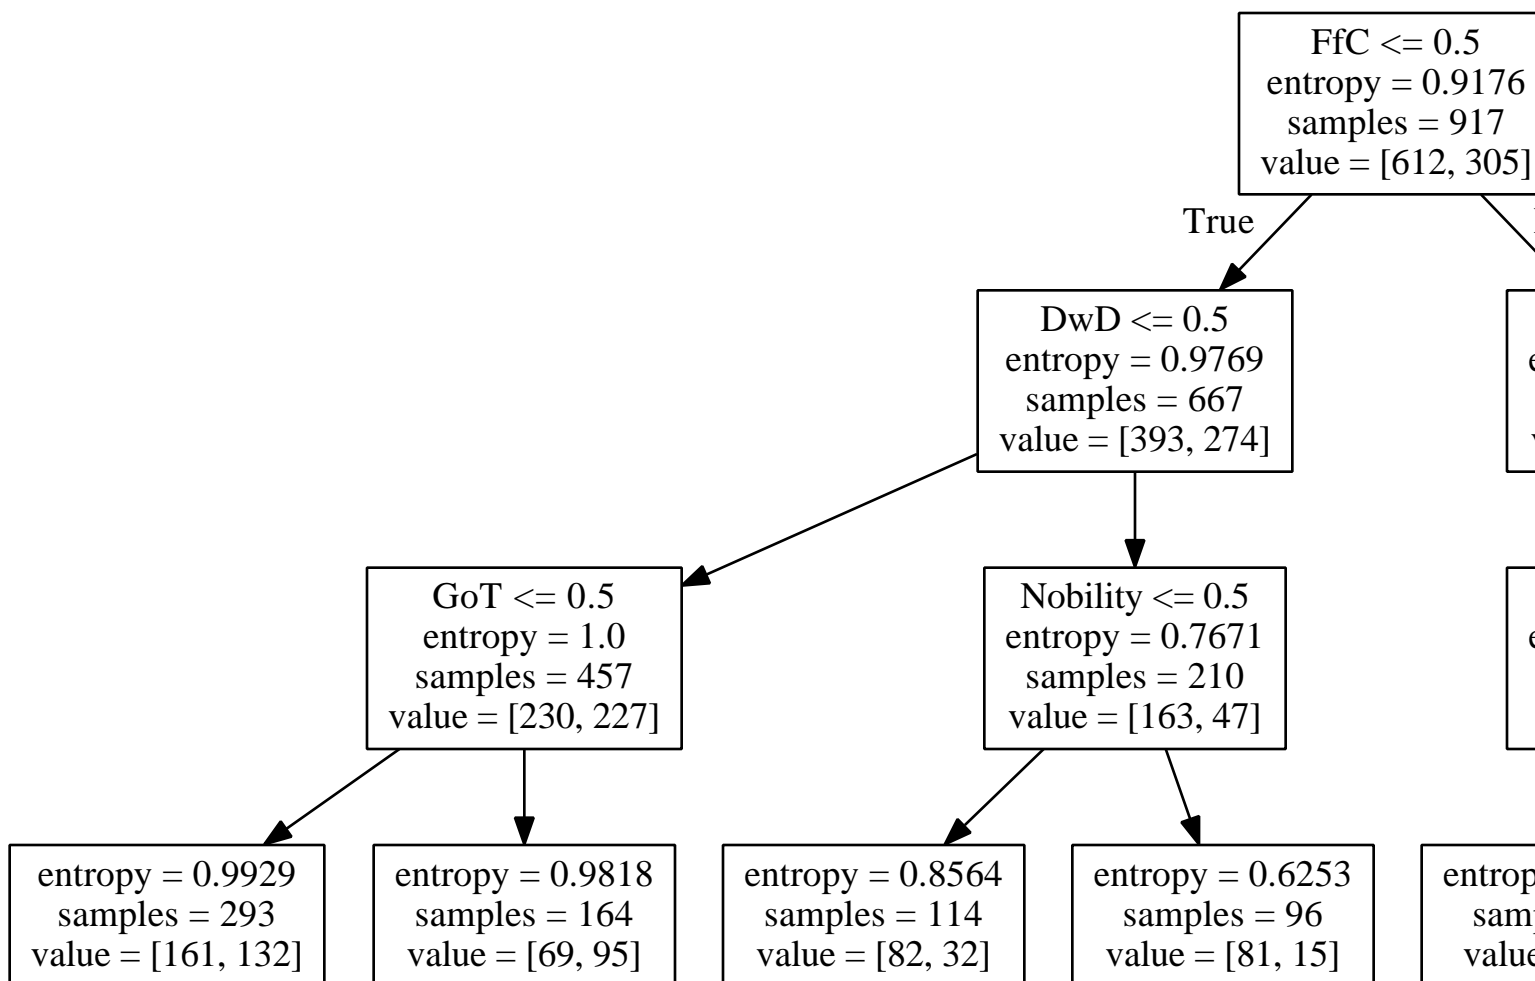 FfC <= 0.5
entropy = 0.9176
samples = 917
value = [612, 305]
True
DwD <= 0.5
entropy = 0.9769
samples = 667
value = [393, 274]
GoT <= 0.5
entropy = 1.0
samples = 457
value = [230, 227]
Nobility <= 0.5
entropy = 0.7671
samples = 210
value = [163, 47]
entropy = 0.9929
samples = 293
value = [161, 132]
entropy = 0.9818
samples = 164
value = [69, 95]
entropy = 0.8564
samples = 114
value = [82, 32]
entropy = 0.6253
samples = 96
value = [81, 15]